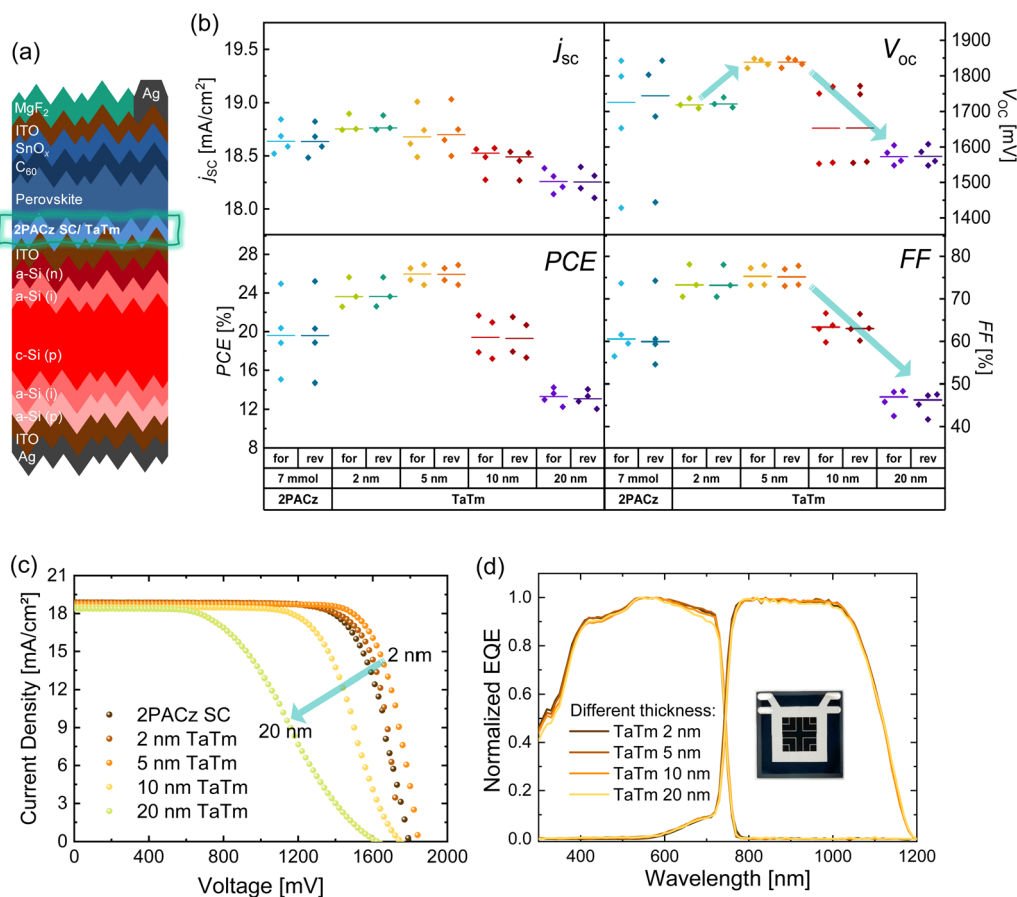 (a)
MgF₂
Ag
ITO
SnOₓ
C₆₀
Perovskite
2PACz SC/ TaTm
ITO
a-Si (n)
a-Si (i)
c-Si (p)
a-Si (i)
a-Si (p)
ITO
Ag
(b)
jsc
Voc
19.5
19.0
18.5
18.0
jSC [mA/cm²]
1900
1800
1700
1600
1500
1400
VOC [mV]
PCE
FF
28
24
20
16
12
8
PCE [%]
80
70
60
50
40
FF [%]
for rev for rev for rev for rev for rev for rev for rev for rev for rev for rev
7 mmol 2 nm 5 nm 10 nm 20 nm 7 mmol 2 nm 5 nm 10 nm 20 nm
2PACz TaTm 2PACz TaTm
(c)
21
18
15
12
9
6
3
0
Current Density [mA/cm²]
2 nm
20 nm
2PACz SC
2 nm TaTm
5 nm TaTm
10 nm TaTm
20 nm TaTm
0 400 800 1200 1600 2000
Voltage [mV]
(d)
1.0
0.8
0.6
0.4
0.2
0.0
Normalized EQE
Different thickness:
TaTm 2 nm
TaTm 5 nm
TaTm 10 nm
TaTm 20 nm
400 600 800 1000 1200
Wavelength [nm]